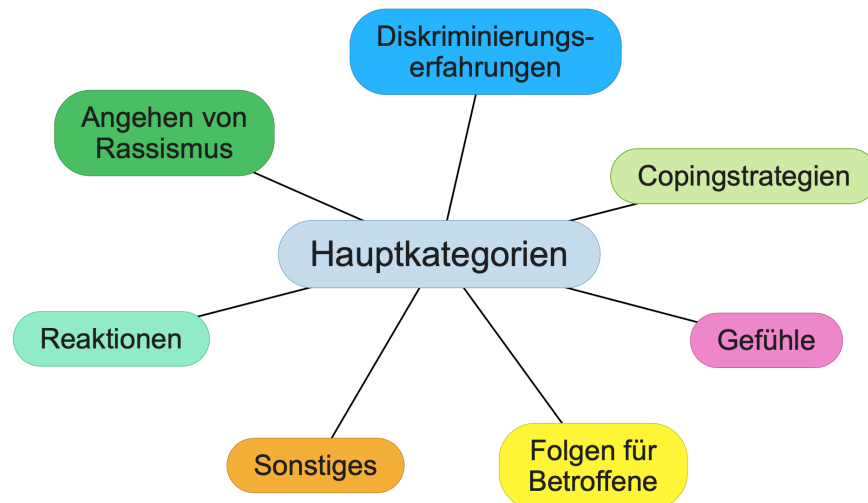 Diskriminierungs-
erfahrungen
Angehen von
Rassismus
Copingstrategien
Hauptkategorien
Reaktionen
Gefühle
Sonstiges
Folgen für
Betroffene